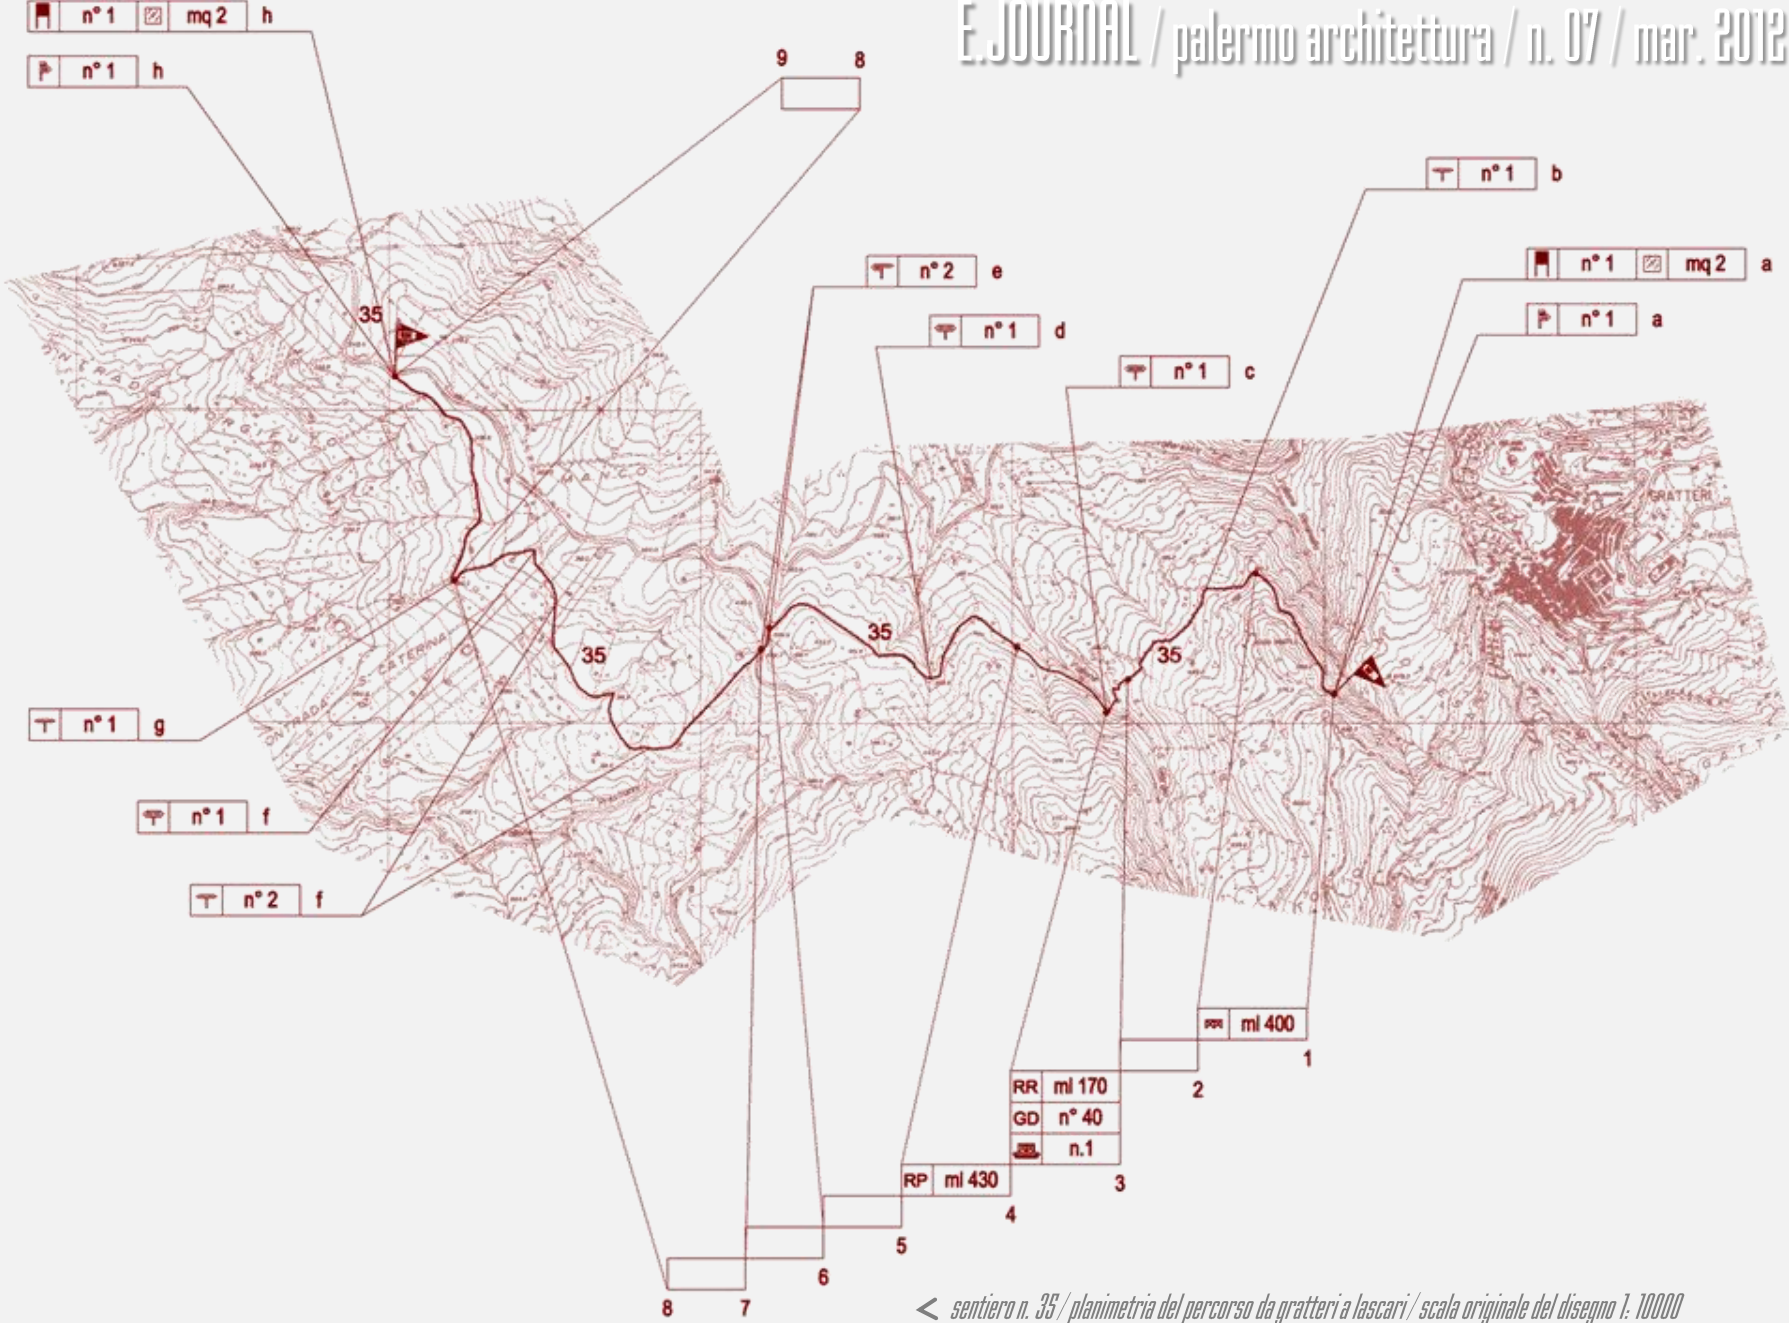 E.JOURNAL / palermo architettura / n. 07 / mar. 2012
n° 1 mq 2 h
n° 1 h
9 8
n° 1 b
n° 1 mq 2 a
n° 1 a
n° 2 e
n° 1 d
n° 1 c
35
35
35
35
GRATTERI
CATERINA
n° 1 g
n° 1 f
n° 2 f
ml 400
1
2
RR ml 170
GD n° 40
n.1
3
RP ml 430
4
5
6
7
8
< sentiero n. 35 / planimetria del percorso da gratteri a lascari / scala originale del disegno 1: 10000